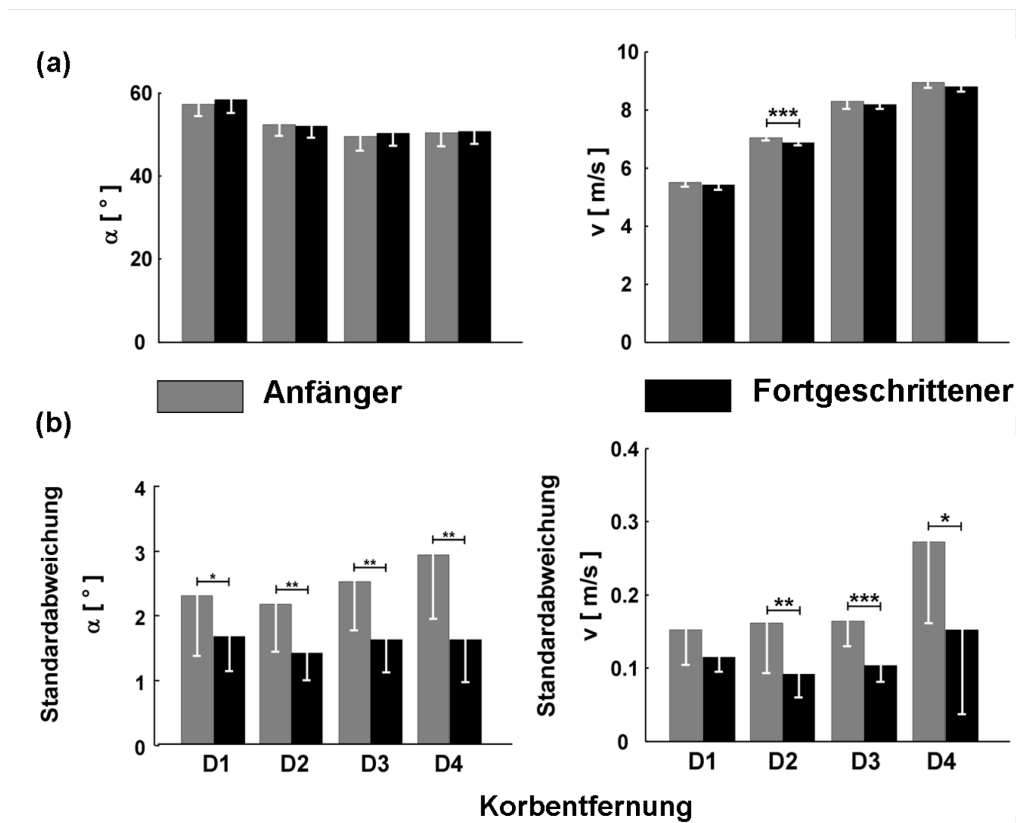 (a)
60
40
20
0
α [ ° ]
10
8
6
4
2
0
v [ m/s ]
***
Anfänger
Fortgeschrittener
(b)
4
3
2
1
0
Standardabweichung
α [ ° ]
*
**
**
**
D1 D2 D3 D4
0.4
0.3
0.2
0.1
0
Standardabweichung
v [ m/s ]
**
***
*
D1 D2 D3 D4
Korbentfernung